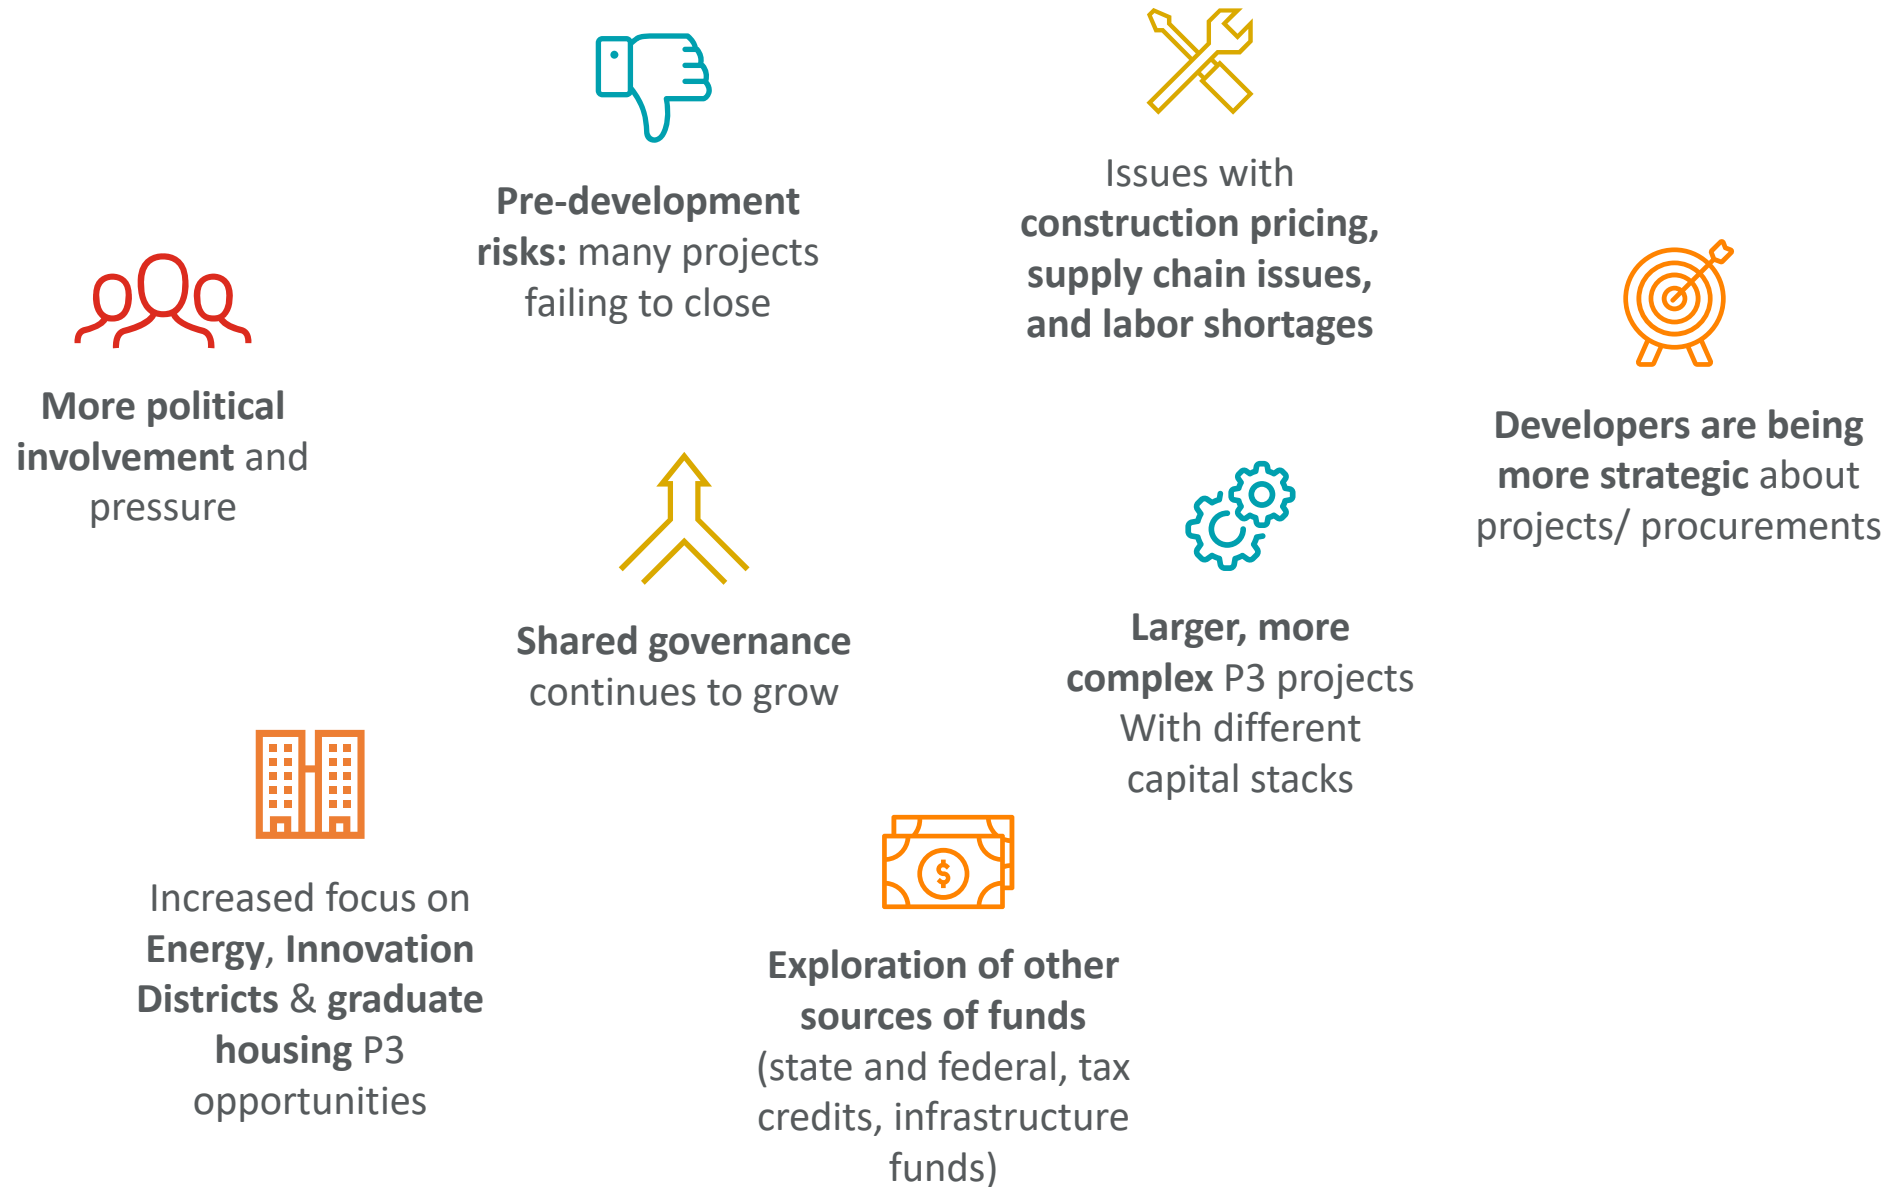 Pre-development
risks: many projects
failing to close
Issues with
construction pricing,
supply chain issues,
and labor shortages
More political
involvement and
pressure
Developers are being
more strategic about
projects/ procurements
Shared governance
continues to grow
Larger, more
complex P3 projects
With different
capital stacks
Increased focus on
Energy, Innovation
Districts & graduate
housing P3
opportunities
$
Exploration of other
sources of funds
(state and federal, tax
credits, infrastructure
funds)